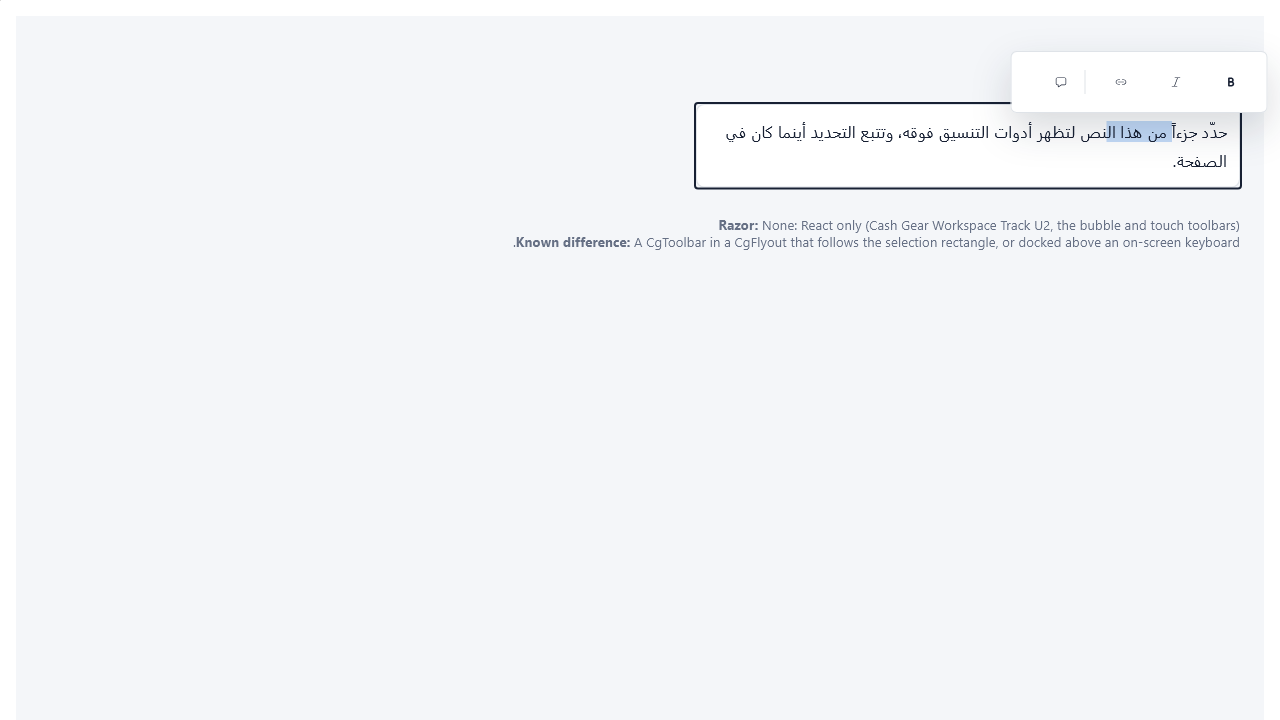 B I
حدّد جزءاً من هذا النص لتظهر أدوات التنسيق فوقه، وتتبع التحديد أينما كان في
الصفحة.
Razor: None: React only (Cash Gear Workspace Track U2, the bubble and touch toolbars)
Known difference: A CgToolbar in a CgFlyout that follows the selection rectangle, or docked above an on-screen keyboard.